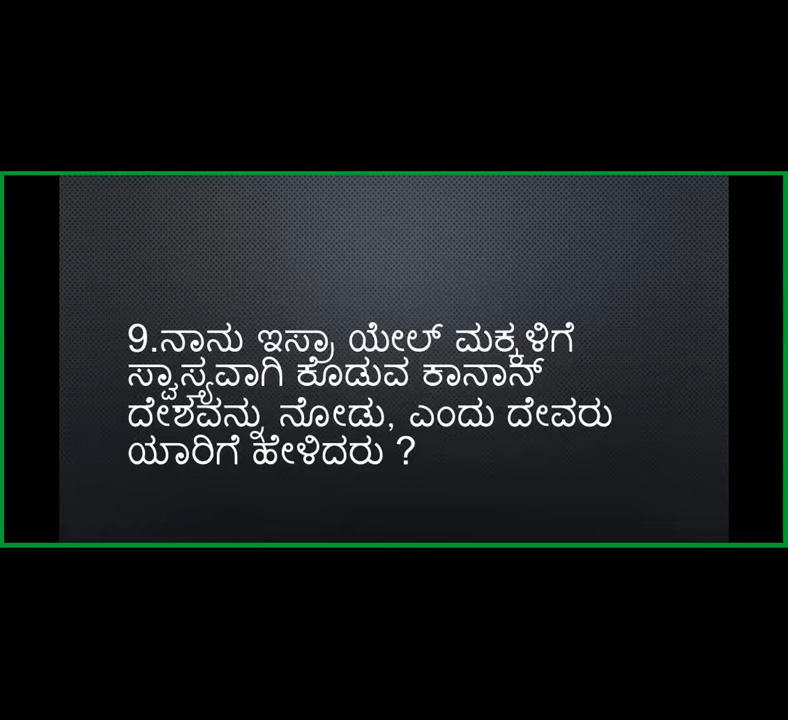 9.ನಾನು ಇಸ್ರಾ ಯೇಲ್ ಮಕ್ಕಳಿಗೆ
ಸ್ವಾಸ್ಥ್ಯವಾಗಿ ಕೊಡುವ ಕಾನಾನ್
ದೇಶವನ್ನು ನೋಡು, ಎಂದು ದೇವರು
ಯಾರಿಗೆ ಹೇಳಿದರು ?